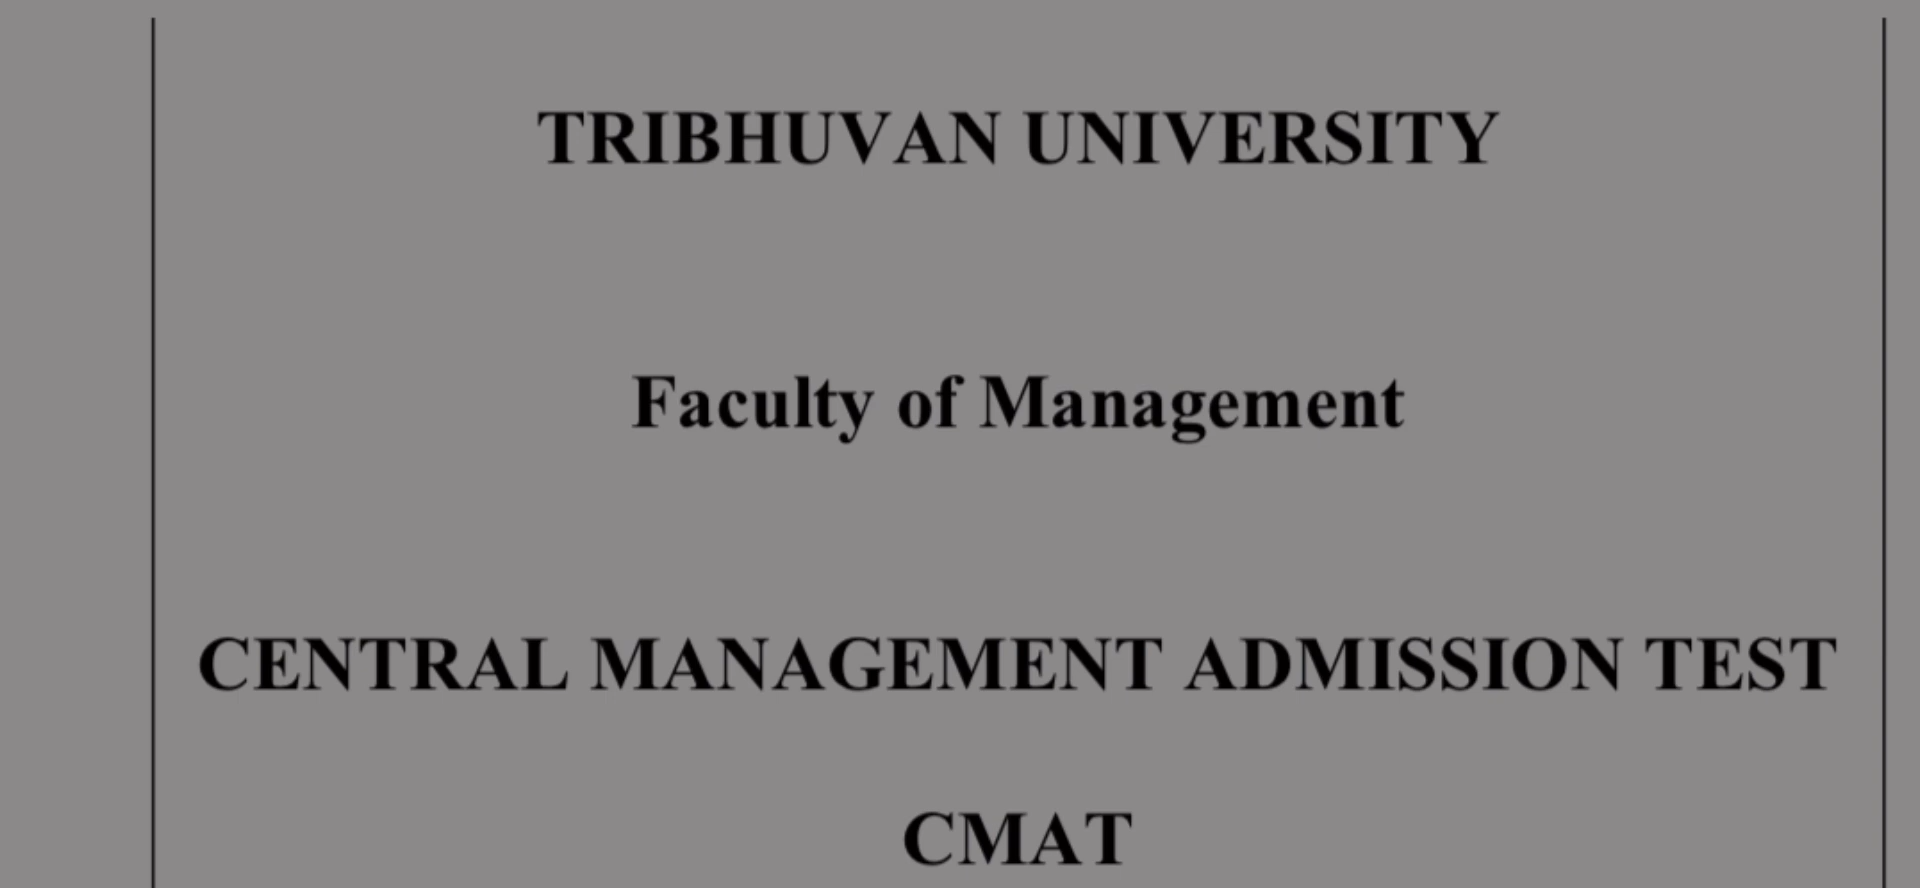 TRIBHUVAN UNIVERSITY
Faculty of Management
CENTRAL MANAGEMENT ADMISSION TEST
CMAT